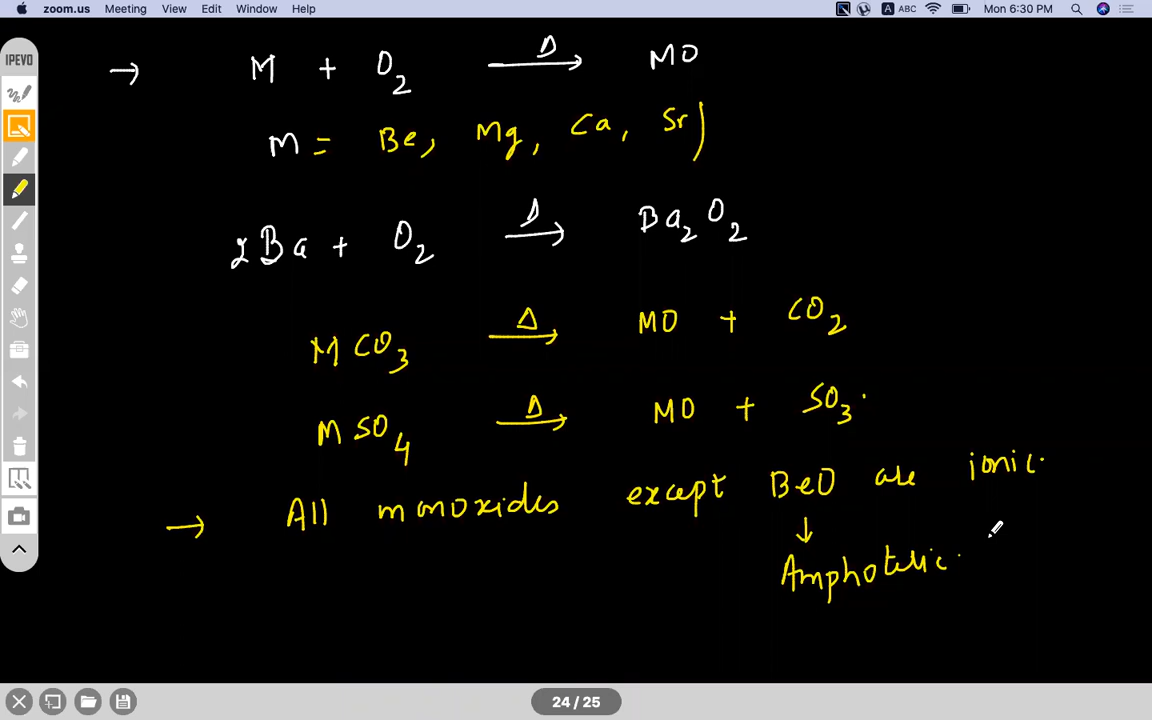 zoom.us Meeting View Edit Window Help A ABC Mon 6:30 PM
IPEVO
→ M + O2 Δ→ MO
M = Be, Mg, Ca, Sr)
2Ba + O2 Δ→ Ba2O2
MCO3 Δ→ MO + CO2
MSO4 Δ→ MO + SO3.
→ All monoxides except BeO are ionic.
↓
Amphoteric.
24 / 25